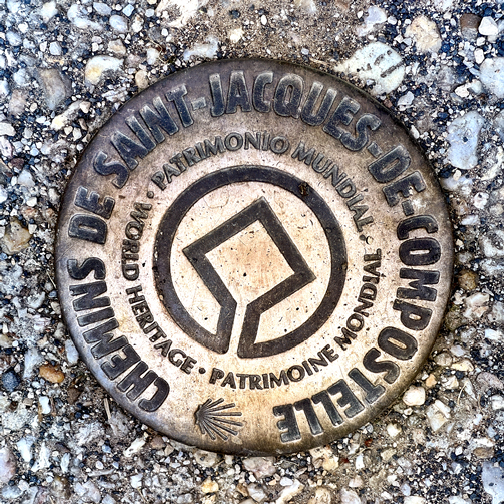 CHEMINS DE SAINT-JACQUES-DE-COMPOSTELLE
WORLD HERITAGE • PATRIMONIO MUNDIAL • PATRIMOINE MONDIAL •